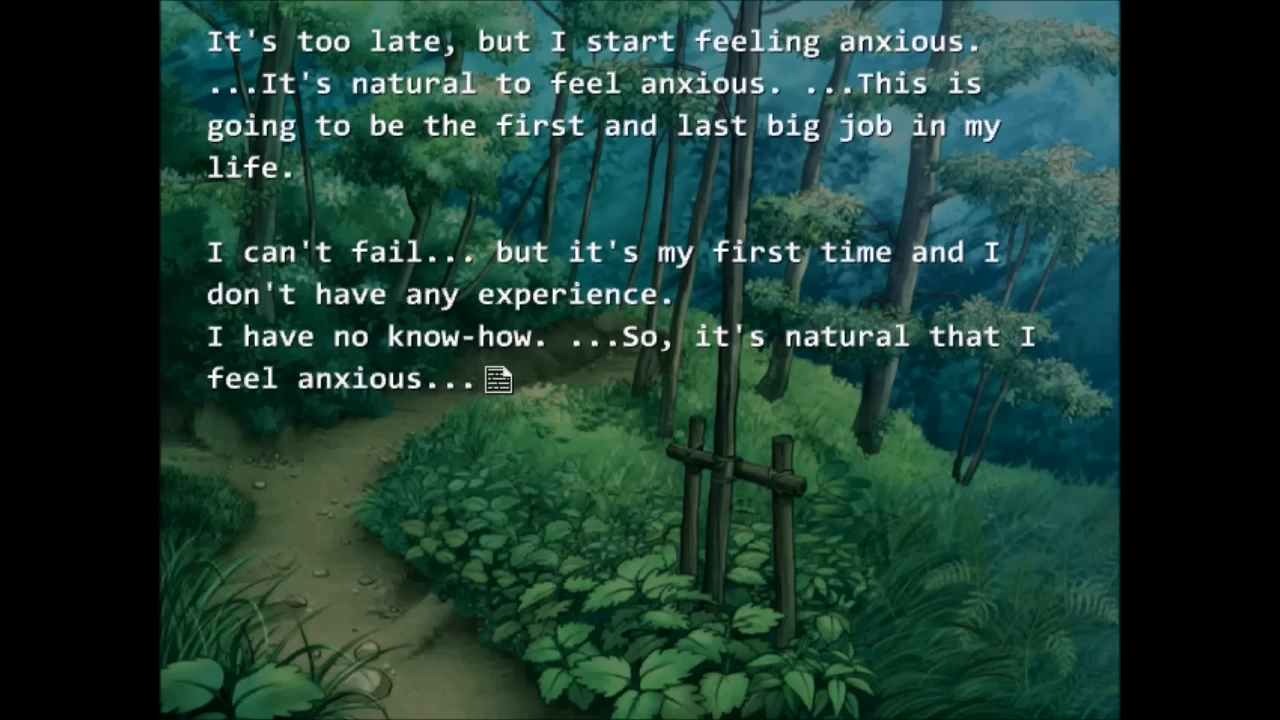 It's too late, but I start feeling anxious.
...It's natural to feel anxious. ...This is
going to be the first and last big job in my
life.
I can't fail... but it's my first time and I
don't have any experience.
I have no know-how. ...So, it's natural that I
feel anxious...